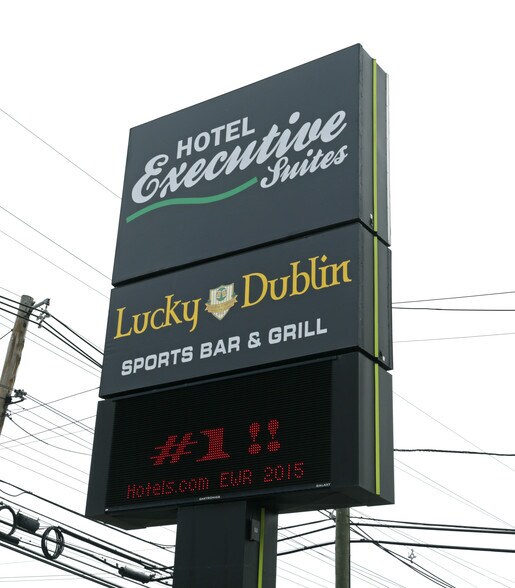 HOTEL
Executive
Suites
Lucky Dublin
SPORTS BAR & GRILL
#1 !!
Hotels.com EWR 2015